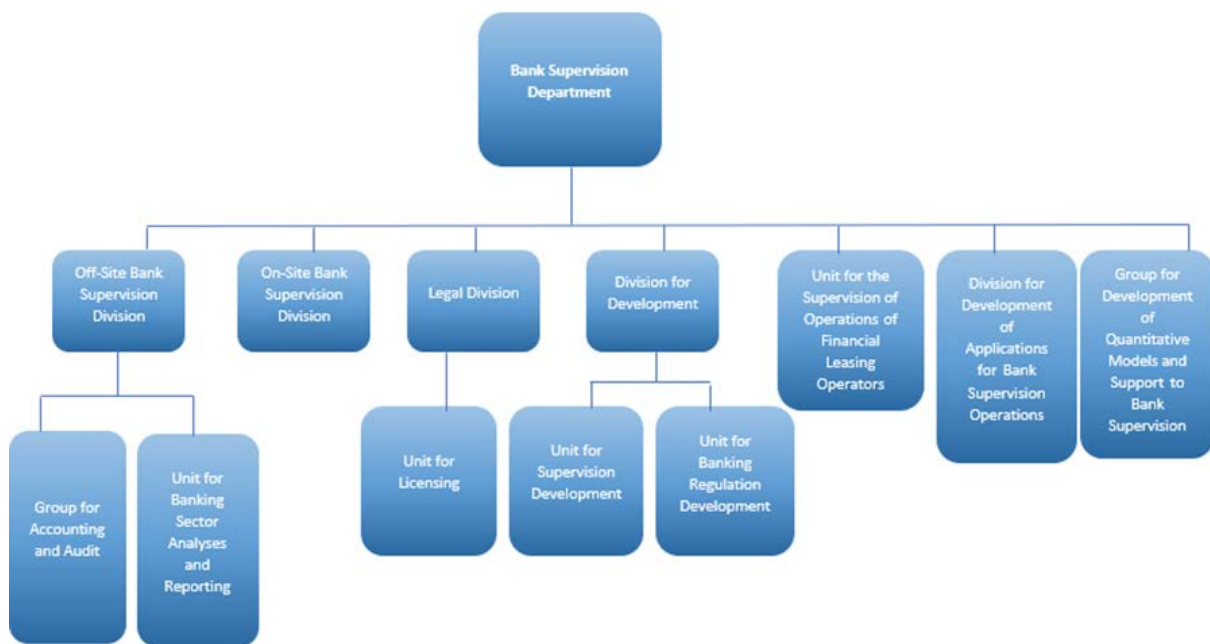 Bank Supervision
Department
Off-Site Bank
Supervision
Division
On-Site Bank
Supervision
Division
Legal Division
Division for
Development
Unit for the
Supervision of
Operations of
Financial
Leasing
Operators
Division for
Development
of
Applications
for Bank
Supervision
Operations
Group for
Development
of
Quantitative
Models and
Support to
Bank
Supervision
Group for
Accounting
and Audit
Unit for
Banking
Sector
Analyses
and
Reporting
Unit for
Licensing
Unit for
Supervision
Development
Unit for
Banking
Regulation
Development